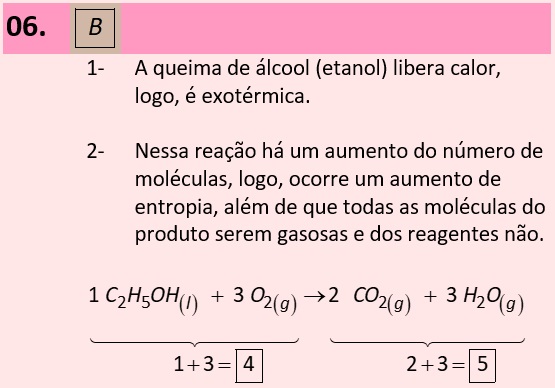 06. B
1- A queima de álcool (etanol) libera calor,
logo, é exotérmica.
2- Nessa reação há um aumento do número de
moléculas, logo, ocorre um aumento de
entropia, além de que todas as moléculas do
produto serem gasosas e dos reagentes não.
1 C₂H₅OH(l) + 3 O₂(g) → 2 CO₂(g) + 3 H₂O(g)
1+3= 4 2+3= 5